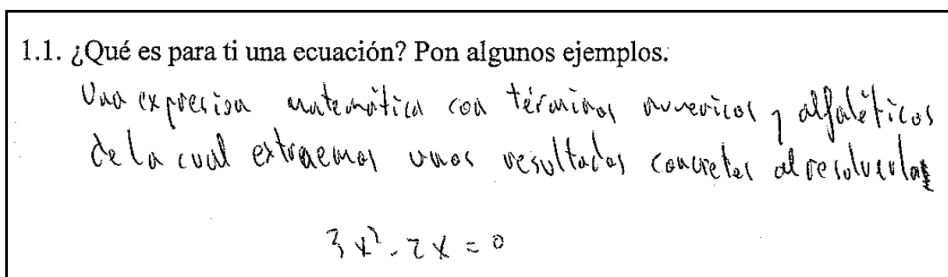 1.1. ¿Qué es para ti una ecuación? Pon algunos ejemplos.
Una expresion matemática con términos numericos y alfaléticos
de la cual extraemos unos resultados concretos al resolverlas
3x² - 2x = 0